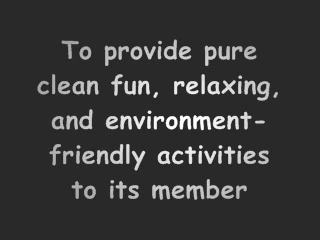 To provide pure
clean fun, relaxing,
and environment-
friendly activities
to its member